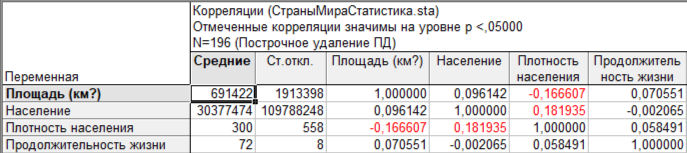 Корреляции (СтраныМираСтатистика.sta)
Отмеченные корреляции значимы на уровне p <,05000
N=196 (Построчное удаление ПД)
Переменная Средние Ст.откл. Площадь (км?) Население Плотность населения Продолжитель ность жизни
Площадь (км?) 691422 1913398 1,000000 0,096142 -0,166607 0,070551
Население 30377474 109788248 0,096142 1,000000 0,181935 -0,002065
Плотность населения 300 558 -0,166607 0,181935 1,000000 0,058491
Продолжительность жизни 72 8 0,070551 -0,002065 0,058491 1,000000